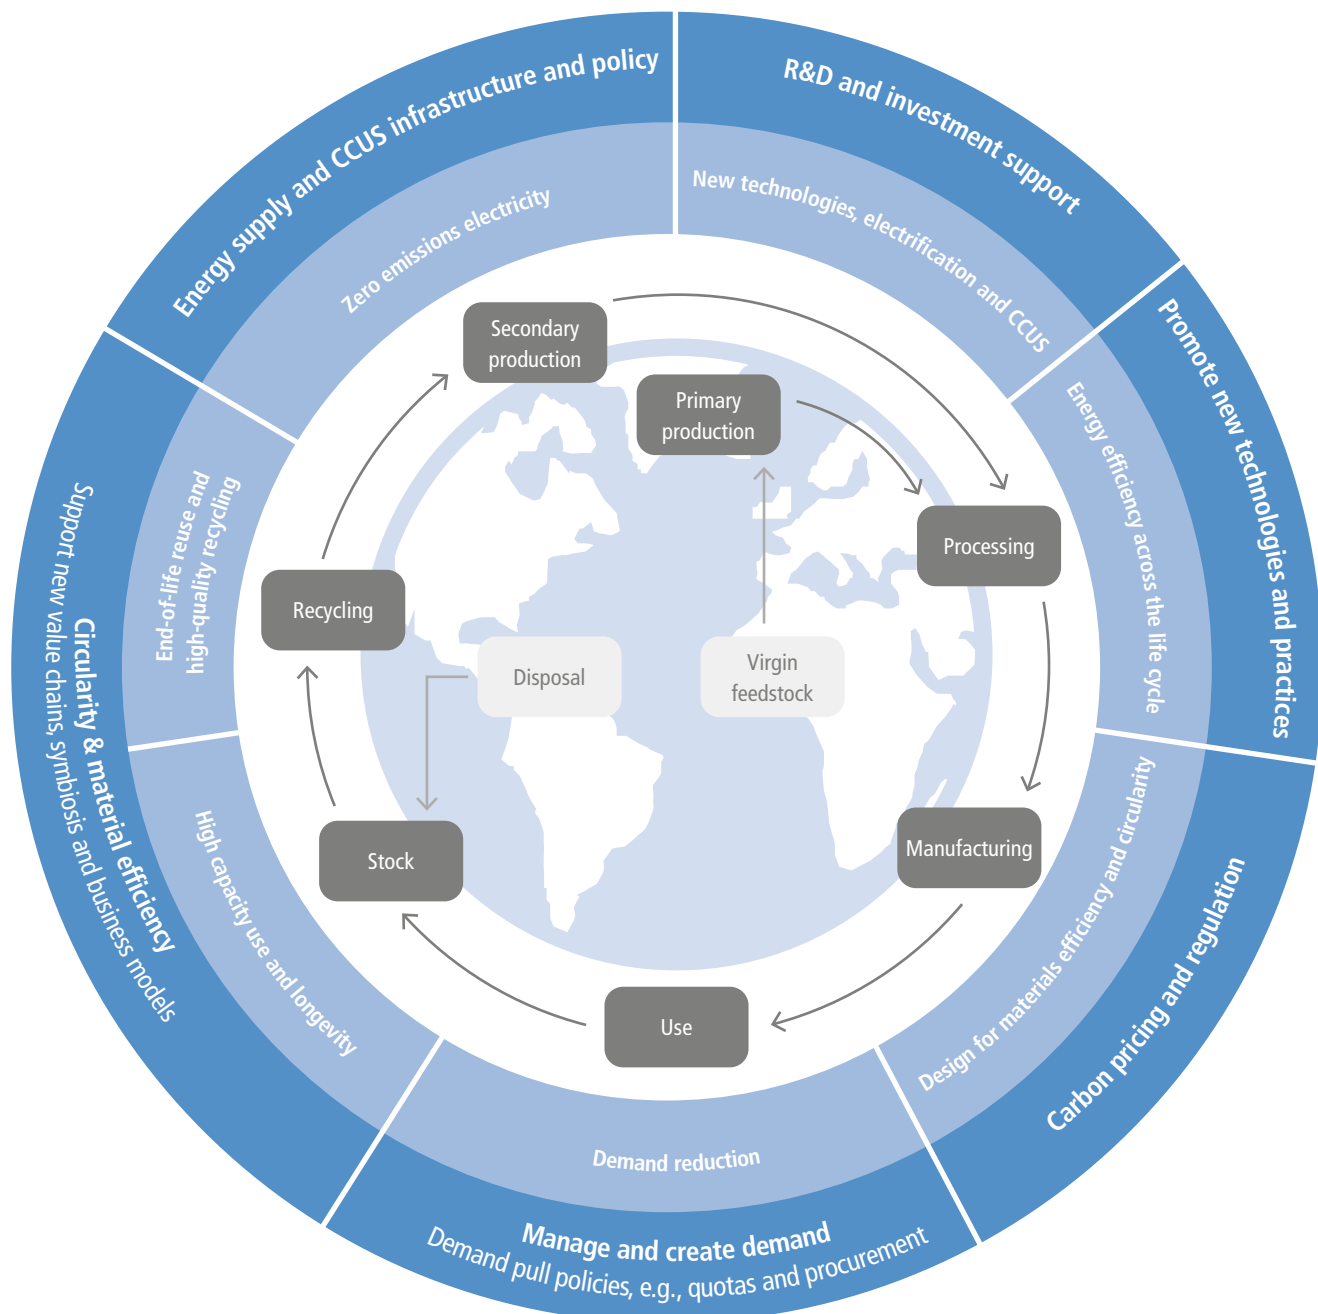 Energy supply and CCUS infrastructure and policy
R&D and investment support
Promote new technologies and practices
Carbon pricing and regulation
Manage and create demand
Demand pull policies, e.g., quotas and procurement
Circularity & material efficiency
Support new value chains, symbiosis and business models
Zero emissions electricity
New technologies, electrification and CCUS
Energy efficiency across the life cycle
Design for materials efficiency and circularity
Demand reduction
High capacity use and longevity
End-of-life reuse and
high-quality recycling
Secondary
production
Primary
production
Processing
Recycling
Disposal
Virgin
feedstock
Stock
Manufacturing
Use